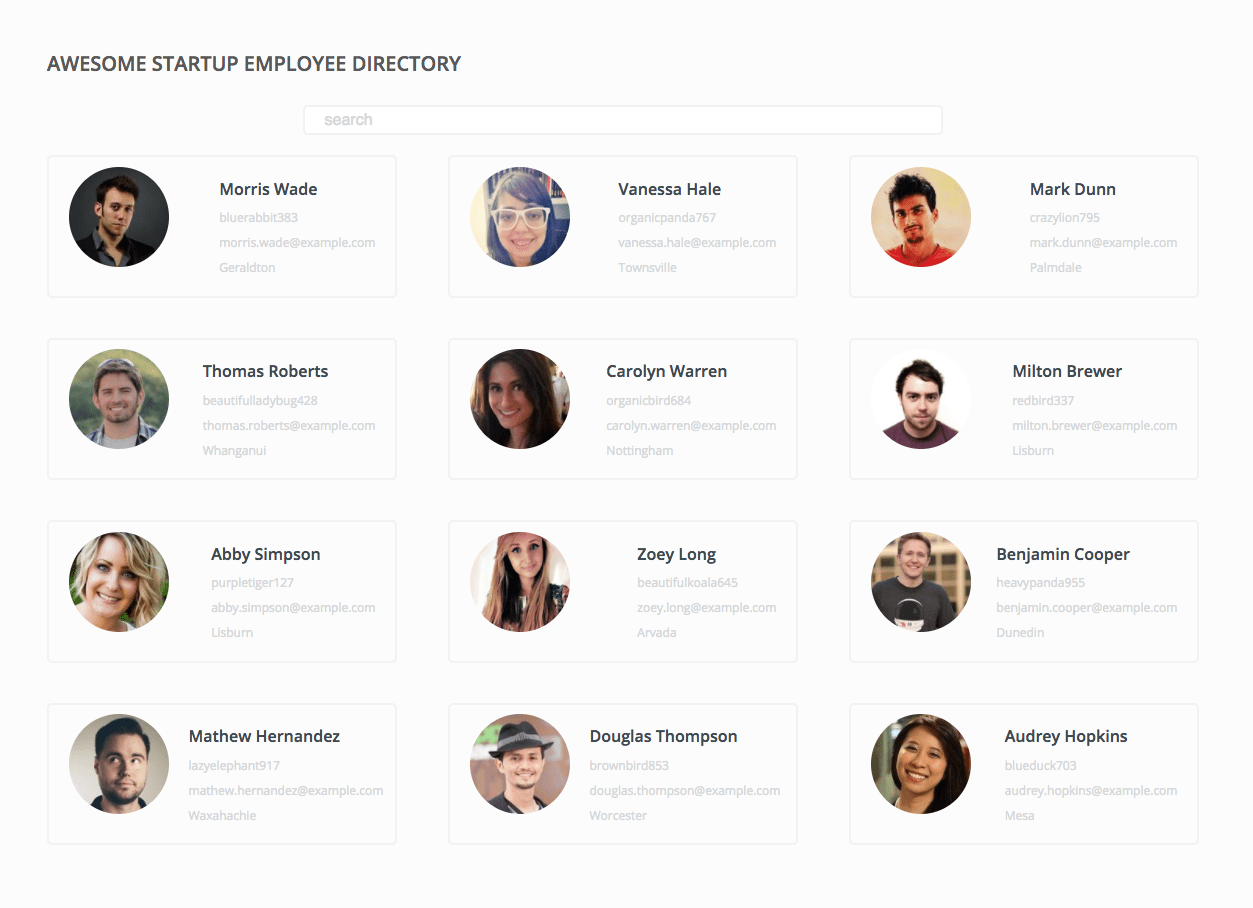 AWESOME STARTUP EMPLOYEE DIRECTORY
search
Morris Wade
bluerabbit383
morris.wade@example.com
Geraldton
Vanessa Hale
organicpanda767
vanessa.hale@example.com
Townsville
Mark Dunn
crazylion795
mark.dunn@example.com
Palmdale
Thomas Roberts
beautifulladybug428
thomas.roberts@example.com
Whanganui
Carolyn Warren
organicbird684
carolyn.warren@example.com
Nottingham
Milton Brewer
redbird337
milton.brewer@example.com
Lisburn
Abby Simpson
purpletiger127
abby.simpson@example.com
Lisburn
Zoey Long
beautifulkoala645
zoey.long@example.com
Arvada
Benjamin Cooper
heavypanda955
benjamin.cooper@example.com
Dunedin
Mathew Hernandez
lazyelephant917
mathew.hernandez@example.com
Waxahachie
Douglas Thompson
brownbird853
douglas.thompson@example.com
Worcester
Audrey Hopkins
blueduck703
audrey.hopkins@example.com
Mesa